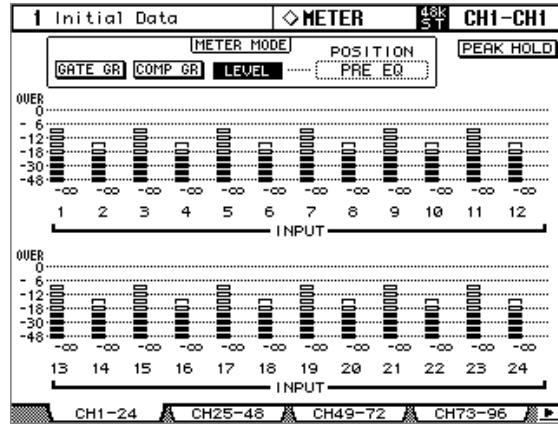 1 Initial Data ◇METER 48K ST CH1-CH1
METER MODE POSITION PEAK HOLD
GATE GR COMP GR LEVEL PRE EQ
OVER
0
- 6
-12
-18
-30
-48
-∞ -∞ -∞ -∞ -∞ -∞ -∞ -∞ -∞ -∞ -∞ -∞
1 2 3 4 5 6 7 8 9 10 11 12
INPUT
OVER
0
- 6
-12
-18
-30
-48
-∞ -∞ -∞ -∞ -∞ -∞ -∞ -∞ -∞ -∞ -∞ -∞
13 14 15 16 17 18 19 20 21 22 23 24
INPUT
CH1-24 CH25-48 CH49-72 CH73-96